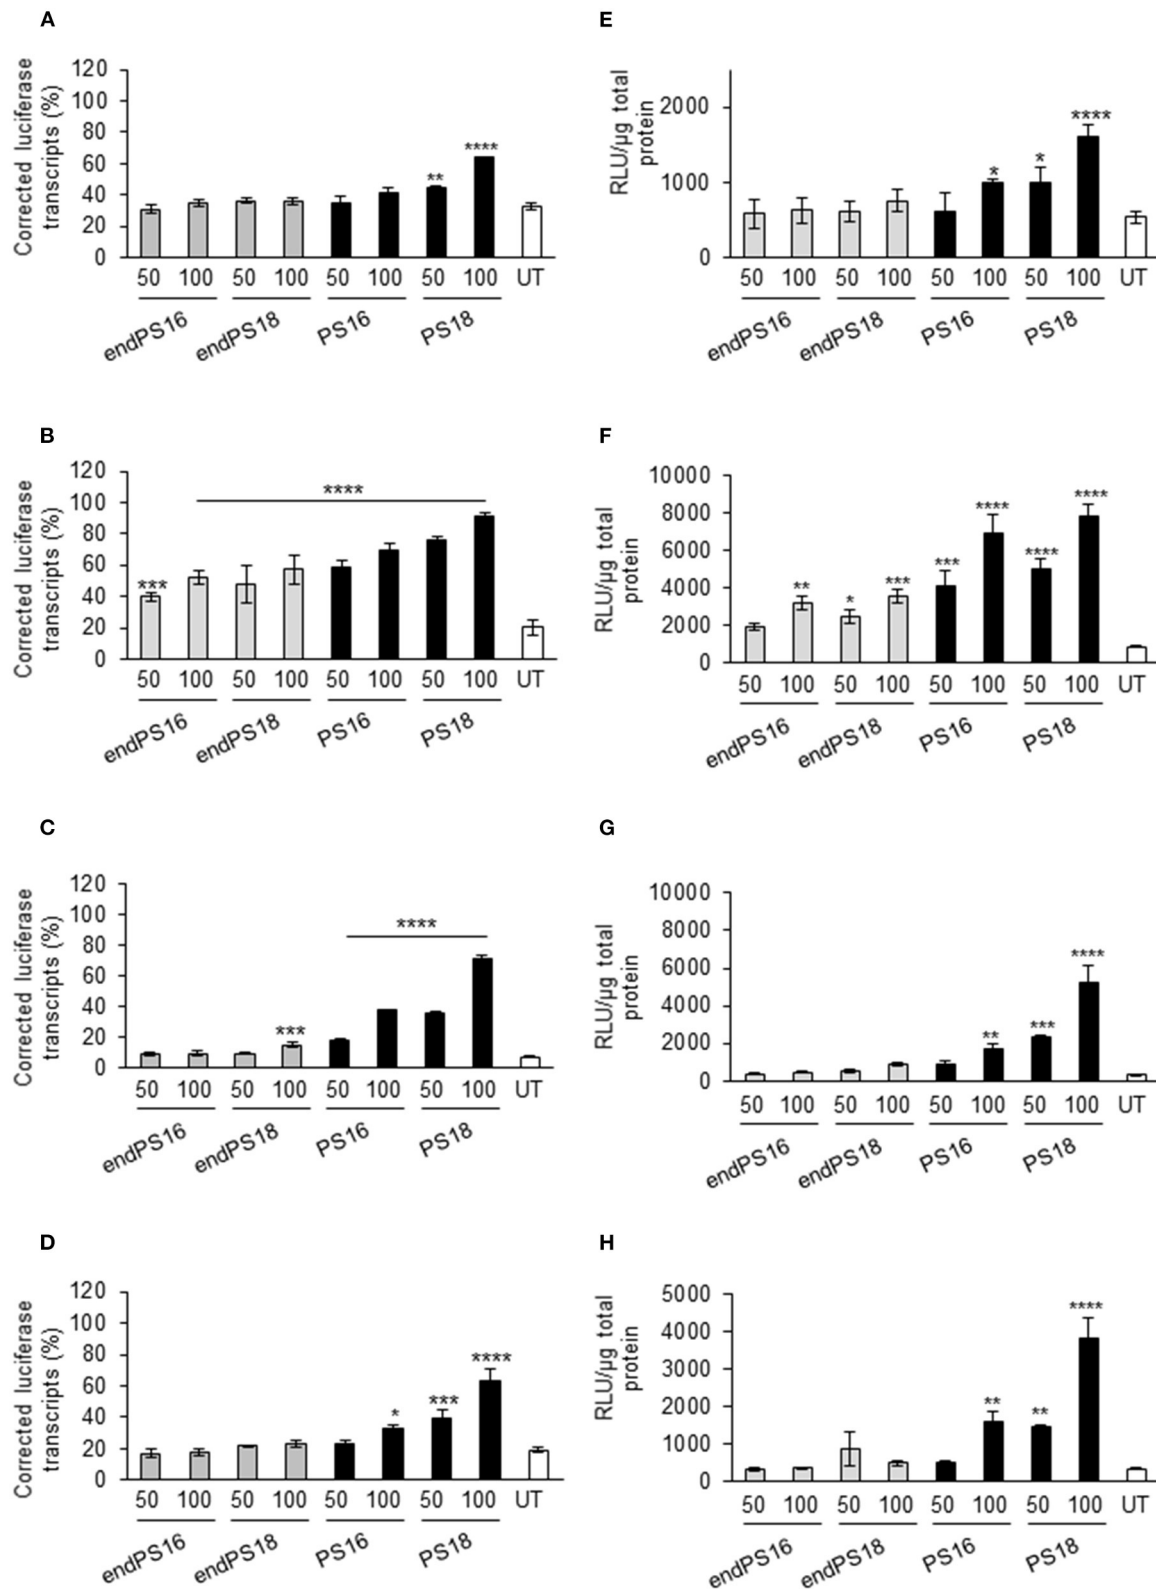 A
Corrected luciferase
transcripts (%)
120
100
80
60
40
20
0
**
****
50 100 50 100 50 100 50 100 UT
endPS16 endPS18 PS16 PS18
E
RLU/µg total
protein
2000
1000
0
*
*
****
50 100 50 100 50 100 50 100 UT
endPS16 endPS18 PS16 PS18
B
Corrected luciferase
transcripts (%)
120
100
80
60
40
20
0
***
****
50 100 50 100 50 100 50 100 UT
endPS16 endPS18 PS16 PS18
F
RLU/µg total
protein
10000
8000
6000
4000
2000
0
**
*
***
***
****
****
****
50 100 50 100 50 100 50 100 UT
endPS16 endPS18 PS16 PS18
C
Corrected luciferase
transcripts (%)
120
100
80
60
40
20
0
***
****
50 100 50 100 50 100 50 100 UT
endPS16 endPS18 PS16 PS18
G
RLU/µg total
protein
10000
8000
6000
4000
2000
0
**
***
****
50 100 50 100 50 100 50 100 UT
endPS16 endPS18 PS16 PS18
D
Corrected luciferase
transcripts (%)
120
100
80
60
40
20
0
*
***
****
50 100 50 100 50 100 50 100 UT
endPS16 endPS18 PS16 PS18
H
RLU/µg total
protein
5000
4000
3000
2000
1000
0
**
**
****
50 100 50 100 50 100 50 100 UT
endPS16 endPS18 PS16 PS18